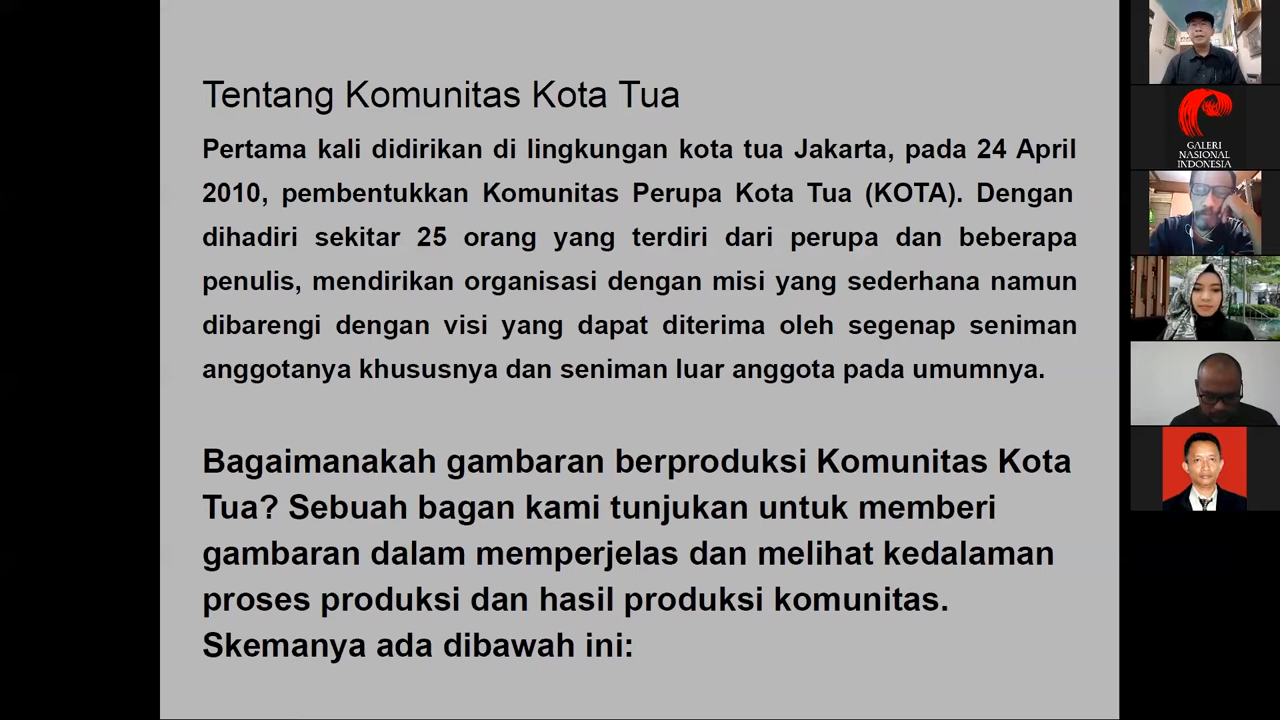 Tentang Komunitas Kota Tua
Pertama kali didirikan di lingkungan kota tua Jakarta, pada 24 April
2010, pembentukkan Komunitas Perupa Kota Tua (KOTA). Dengan
dihadiri sekitar 25 orang yang terdiri dari perupa dan beberapa
penulis, mendirikan organisasi dengan misi yang sederhana namun
dibarengi dengan visi yang dapat diterima oleh segenap seniman
anggotanya khususnya dan seniman luar anggota pada umumnya.
Bagaimanakah gambaran berproduksi Komunitas Kota
Tua? Sebuah bagan kami tunjukan untuk memberi
gambaran dalam memperjelas dan melihat kedalaman
proses produksi dan hasil produksi komunitas.
Skemanya ada dibawah ini:
GALERI
NASIONAL
INDONESIA